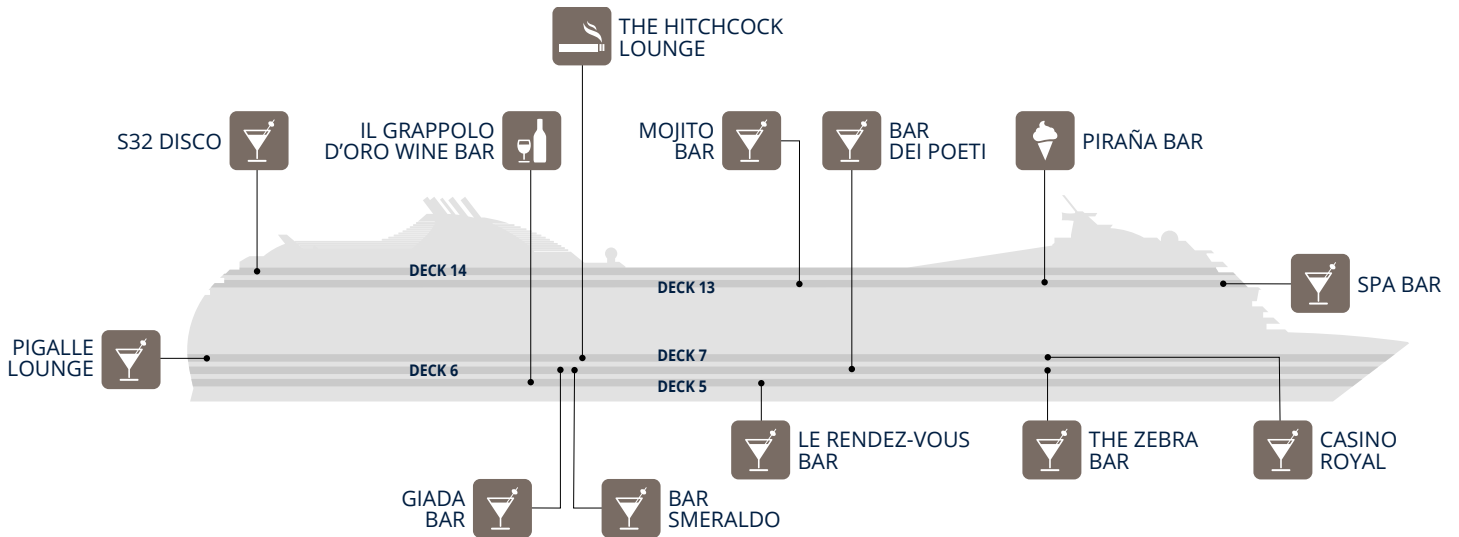 THE HITCHCOCK
LOUNGE
S32 DISCO
IL GRAPPOLO
D’ORO WINE BAR
MOJITO
BAR
BAR
DEI POETI
PIRAÑA BAR
DECK 14
DECK 13
SPA BAR
PIGALLE
LOUNGE
DECK 7
DECK 6
DECK 5
LE RENDEZ-VOUS
BAR
THE ZEBRA
BAR
CASINO
ROYAL
GIADA
BAR
BAR
SMERALDO